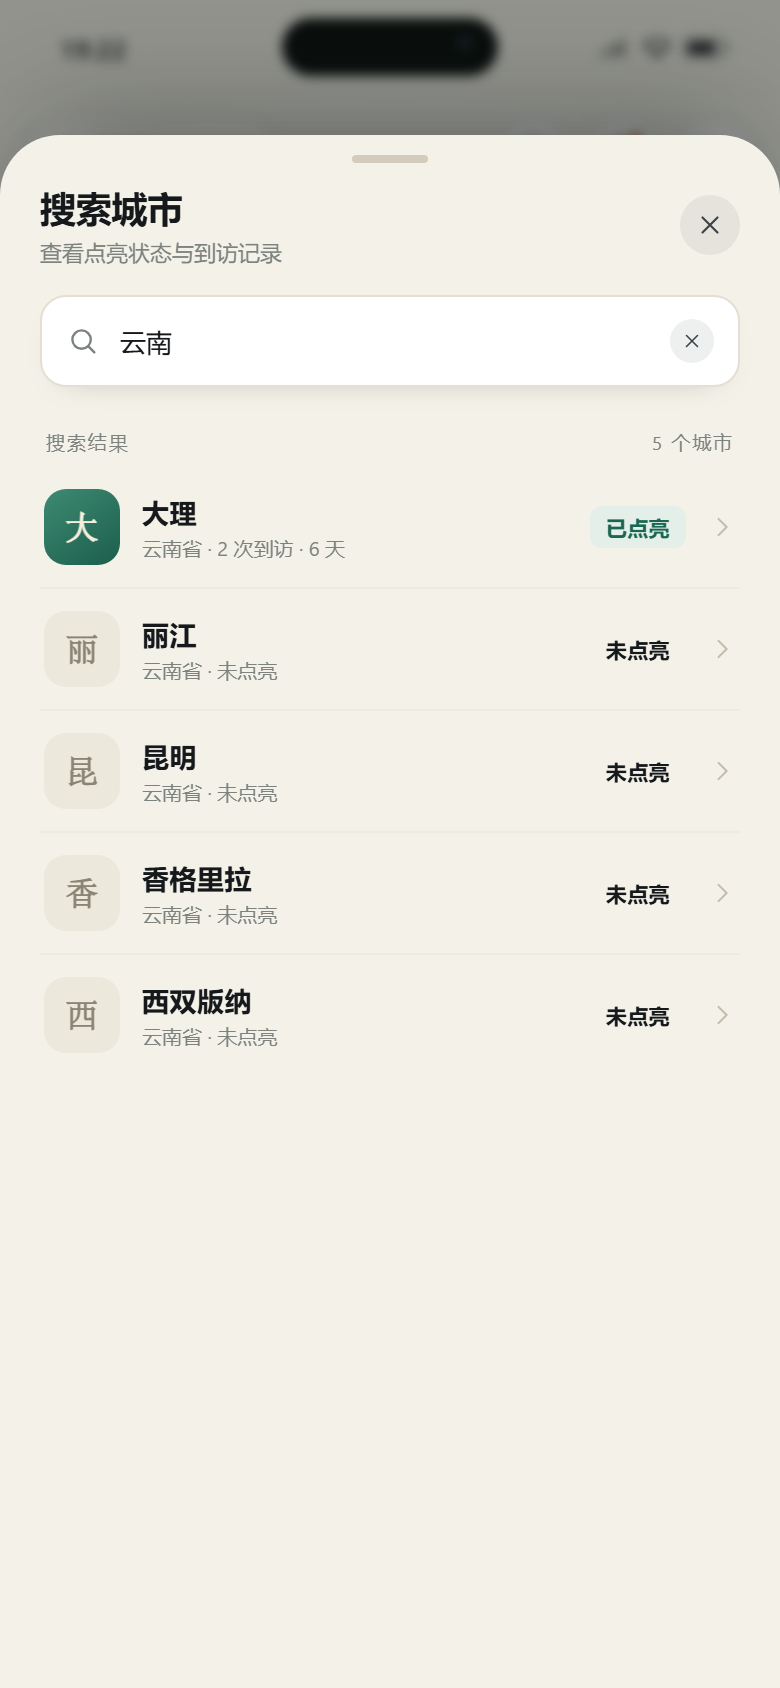 搜索城市
查看点亮状态与到访记录
云南
搜索结果
5 个城市
大
大理
云南省 · 2 次到访 · 6 天
已点亮
丽
丽江
云南省 · 未点亮
未点亮
昆
昆明
云南省 · 未点亮
未点亮
香
香格里拉
云南省 · 未点亮
未点亮
西
西双版纳
云南省 · 未点亮
未点亮